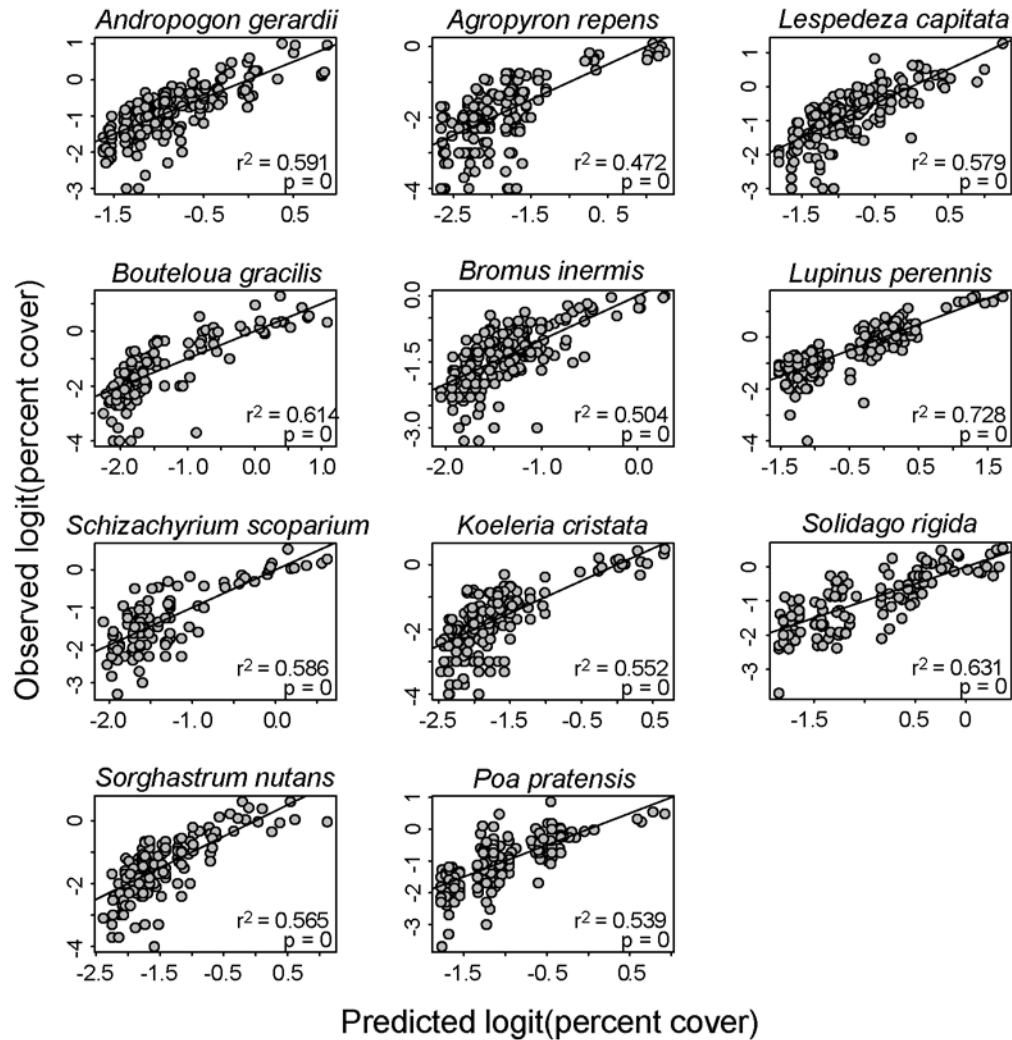 Andropogon gerardii
Agropyron repens
Lespedeza capitata
1
0
-1
-2
-3
r² = 0.591
p = 0
-1.5 -0.5 0.5
0
-2
-4
r² = 0.472
p = 0
-2.5 -1.5 0. 0.5
1
0
-1
-2
-3
r² = 0.579
p = 0
-1.5 -0.5 0.5
Observed logit(percent cover)
Bouteloua gracilis
Bromus inermis
Lupinus perennis
0
-2
-4
r² = 0.614
p = 0
-2.0 -1.0 0.0 1.0
0.0
-1.5
-3.0
r² = 0.504
p = 0
-2.0 -1.0 0.0
0
-2
-4
r² = 0.728
p = 0
-1.5 -0.5 0.5 1.5
Schizachyrium scoparium
Koeleria cristata
Solidago rigida
0
-1
-2
-3
r² = 0.586
p = 0
-2.0 -1.0 0.0
0
-2
-4
r² = 0.552
p = 0
-2.5 -1.5 0. 0.5
0
-1
-3
r² = 0.631
p = 0
-1.5 0.5 0
Sorghastrum nutans
Poa pratensis
0
-2
-4
r² = 0.565
p = 0
-2.5 -1.5 -0.5 0.5
1
0
-1
-3
r² = 0.539
p = 0
-1.5 -0.5 0.5
Predicted logit(percent cover)